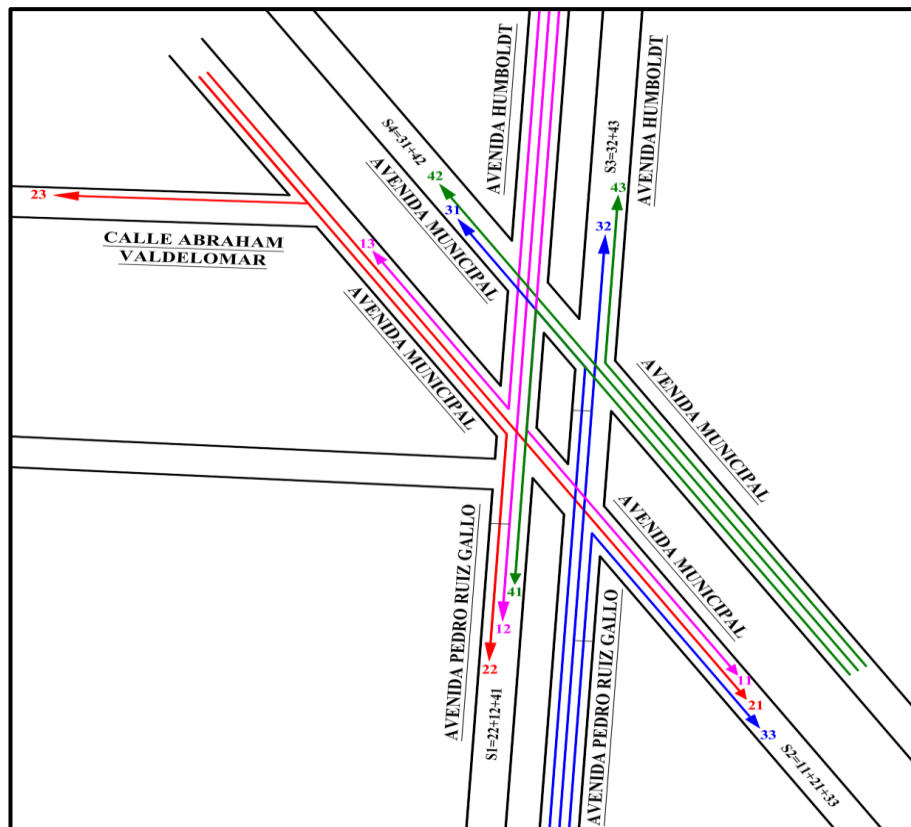 AVENIDA HUMBOLDT
AVENIDA HUMBOLDT
S4=31+42
S3=32+43
42
43
31
32
23
AVENIDA MUNICIPAL
CALLE ABRAHAM
VALDELOMAR
13
AVENIDA MUNICIPAL
AVENIDA MUNICIPAL
AVENIDA MUNICIPAL
AVENIDA PEDRO RUIZ GALLO
41
12
22
S1=22+12+41
AVENIDA PEDRO RUIZ GALLO
11
21
33
S2=11+21+33